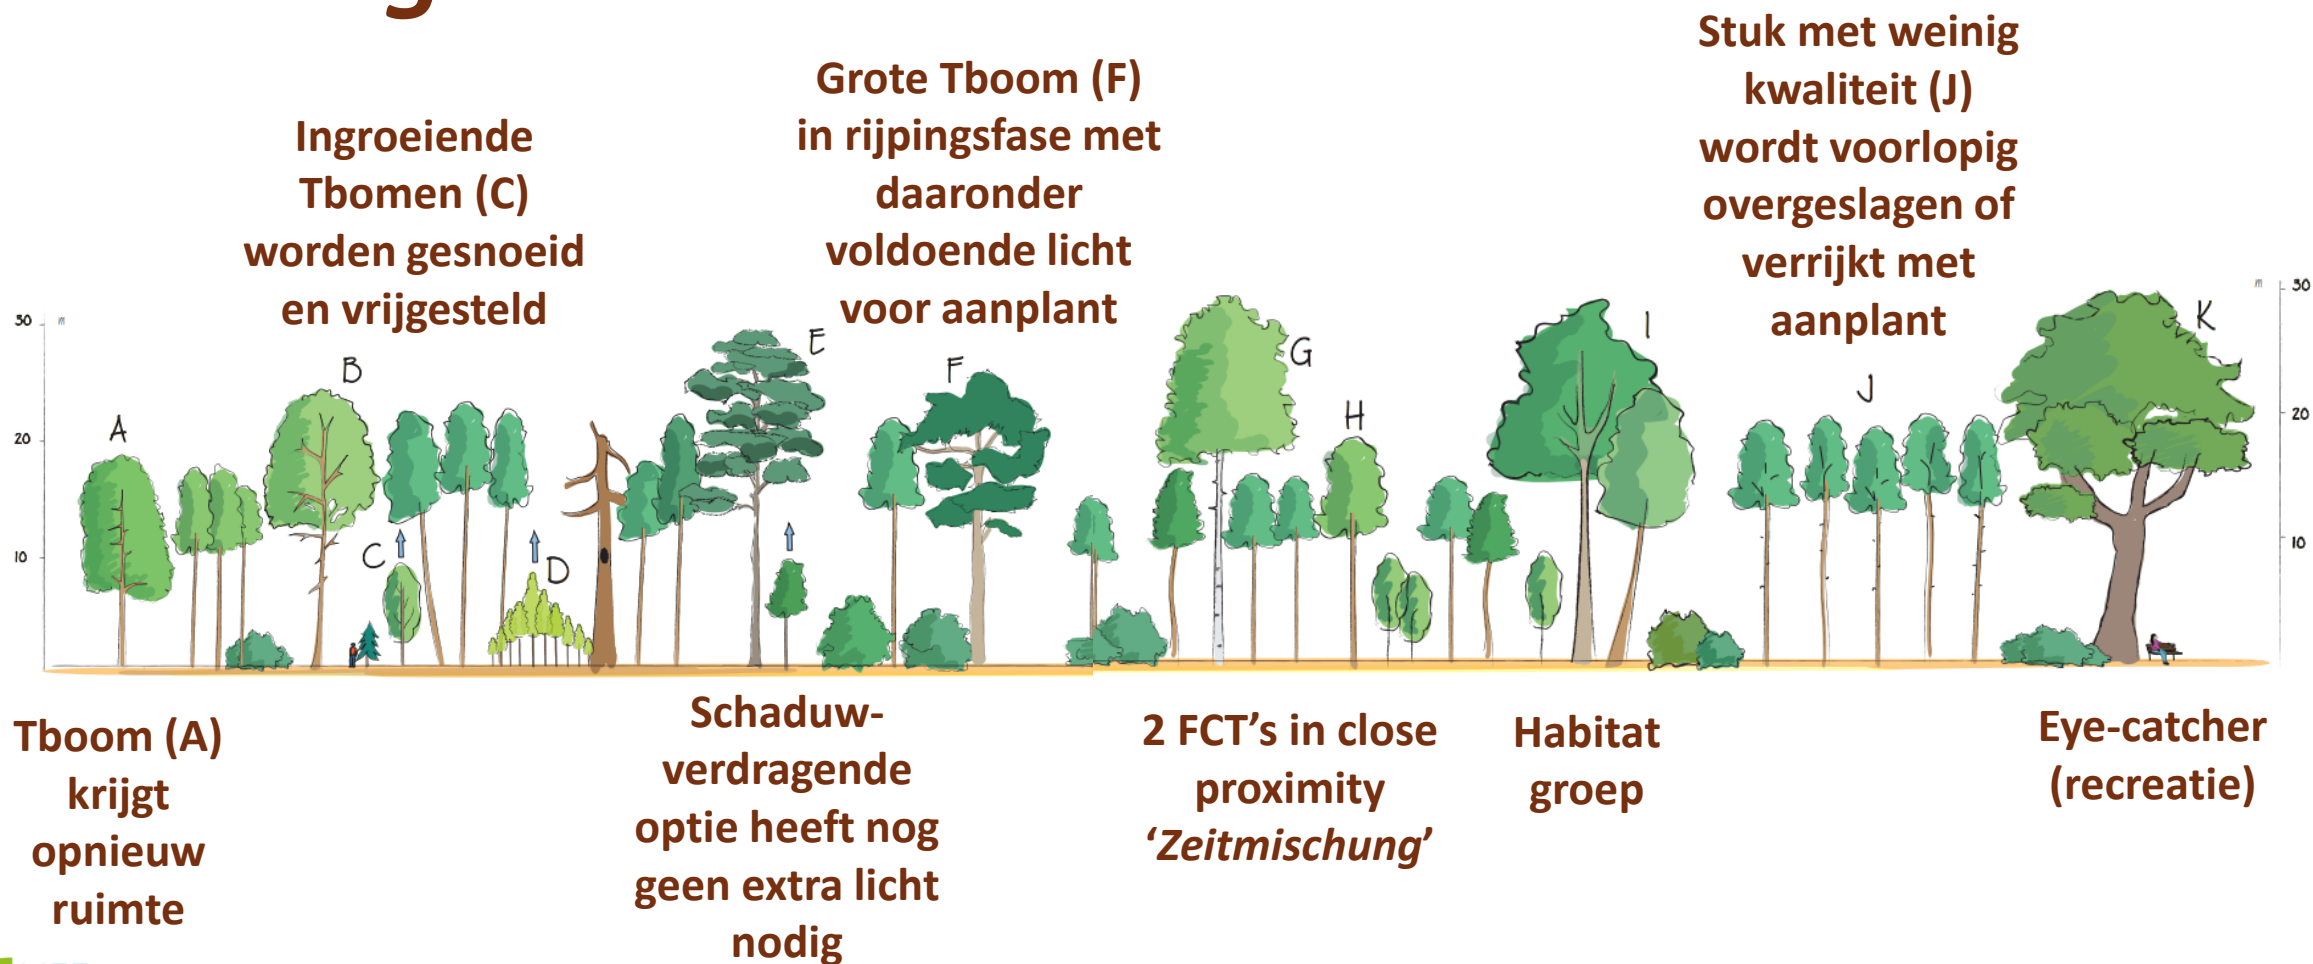 Stuk met weinig
kwaliteit (J)
wordt voorlopig
overgeslagen of
verrijkt met
aanplant
Grote Tboom (F)
in rijpingsfase met
daaronder
voldoende licht
voor aanplant
Ingroeiende
Tbomen (C)
worden gesnoeid
en vrijgesteld
30 m
20
10
A
B
C
D
E
F
G
H
I
J
K
m 30
20
10
Tboom (A)
krijgt
opnieuw
ruimte
Schaduw-
verdragende
optie heeft nog
geen extra licht
nodig
2 FCT’s in close
proximity
‘Zeitmischung’
Habitat
groep
Eye-catcher
(recreatie)